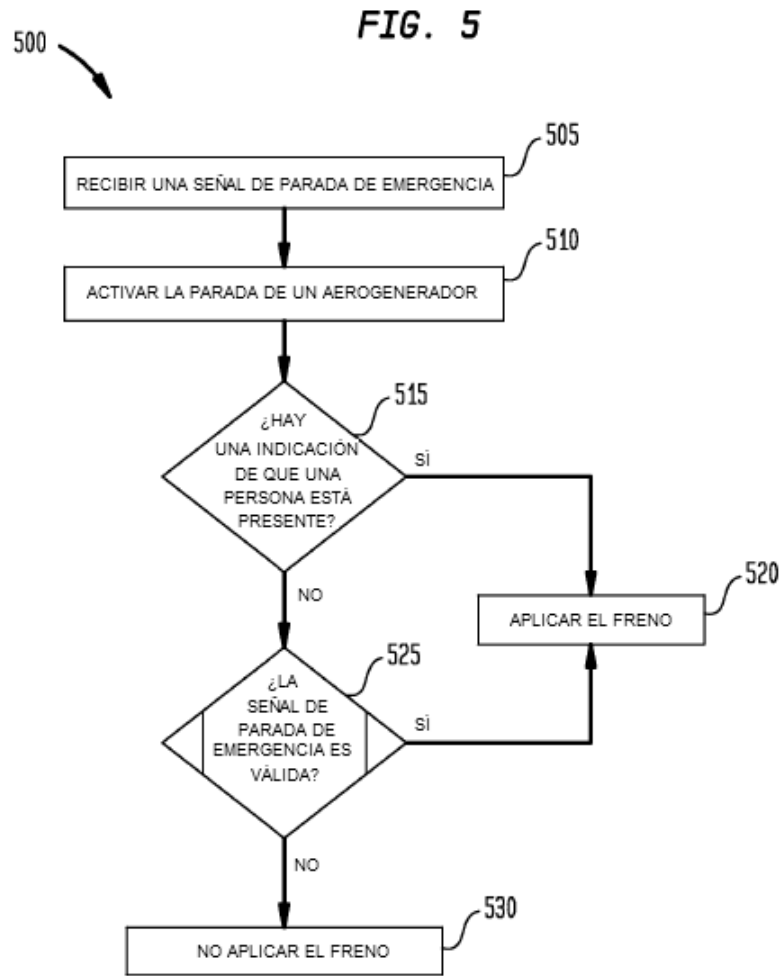 FIG. 5
500
505
RECIBIR UNA SEÑAL DE PARADA DE EMERGENCIA
510
ACTIVAR LA PARADA DE UN AEROGENERADOR
515
¿HAY
UNA INDICACIÓN
DE QUE UNA
PERSONA ESTÁ
PRESENTE?
SÌ
NO
520
APLICAR EL FRENO
525
¿LA
SEÑAL DE
PARADA DE
EMERGENCIA ES
VÁLIDA?
SÌ
NO
530
NO APLICAR EL FRENO